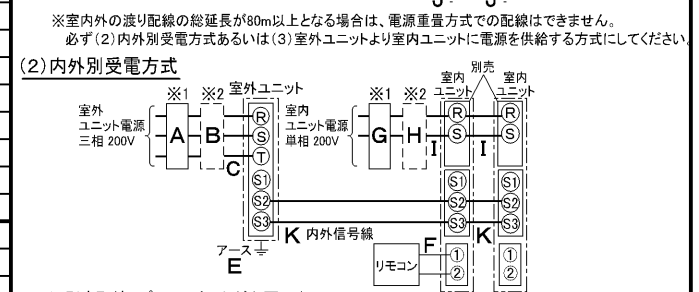 ※室内外の渡り配線の総延長が80m以上となる場合は、電源重畳方式での配線はできません。
必ず(2)内外別受電方式あるいは(3)室外ユニットより室内ユニットに電源を供給する方式にしてください
(2)内外別受電方式
別売
※1 ※2 室外ユニット ※1 ※2 室内ユニット 室内ユニット
室外
ユニット電源
三相 200V
A B C
R
S
T
S1
S2
S3
室内
ユニット電源
単相 200V
G H I I
R R
S S
S1 S1
S2 S2
S3 S3
K 内外信号線 K
アース
E
リモコン
F
① ①
② ②